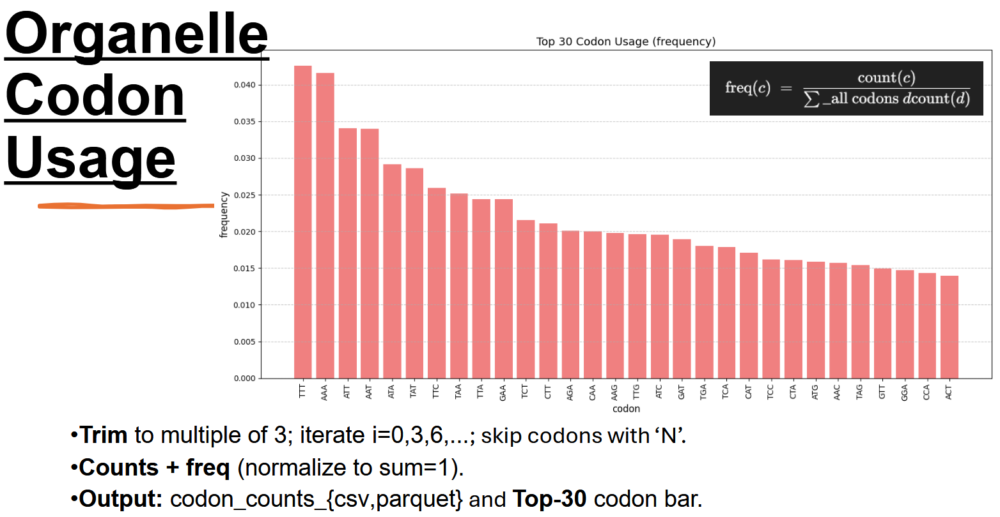 Organelle
Codon
Usage
Top 30 Codon Usage (frequency)
freq(c) = count(c) / ∑_all codons dcount(d)
frequency
0.040
0.035
0.030
0.025
0.020
0.015
0.010
0.005
0.000
TTT AAA ATT AAT ATA TAT TTC TAA TTA GAA TCT CTT AGA CAA AAG TTG ATC GAT TGA TCA CAT TCC CTA ATG AAC TAG GTT GGA CCA ACT
codon
•Trim to multiple of 3; iterate i=0,3,6,...; skip codons with ‘N’.
•Counts + freq (normalize to sum=1).
•Output: codon_counts_{csv,parquet} and Top-30 codon bar.